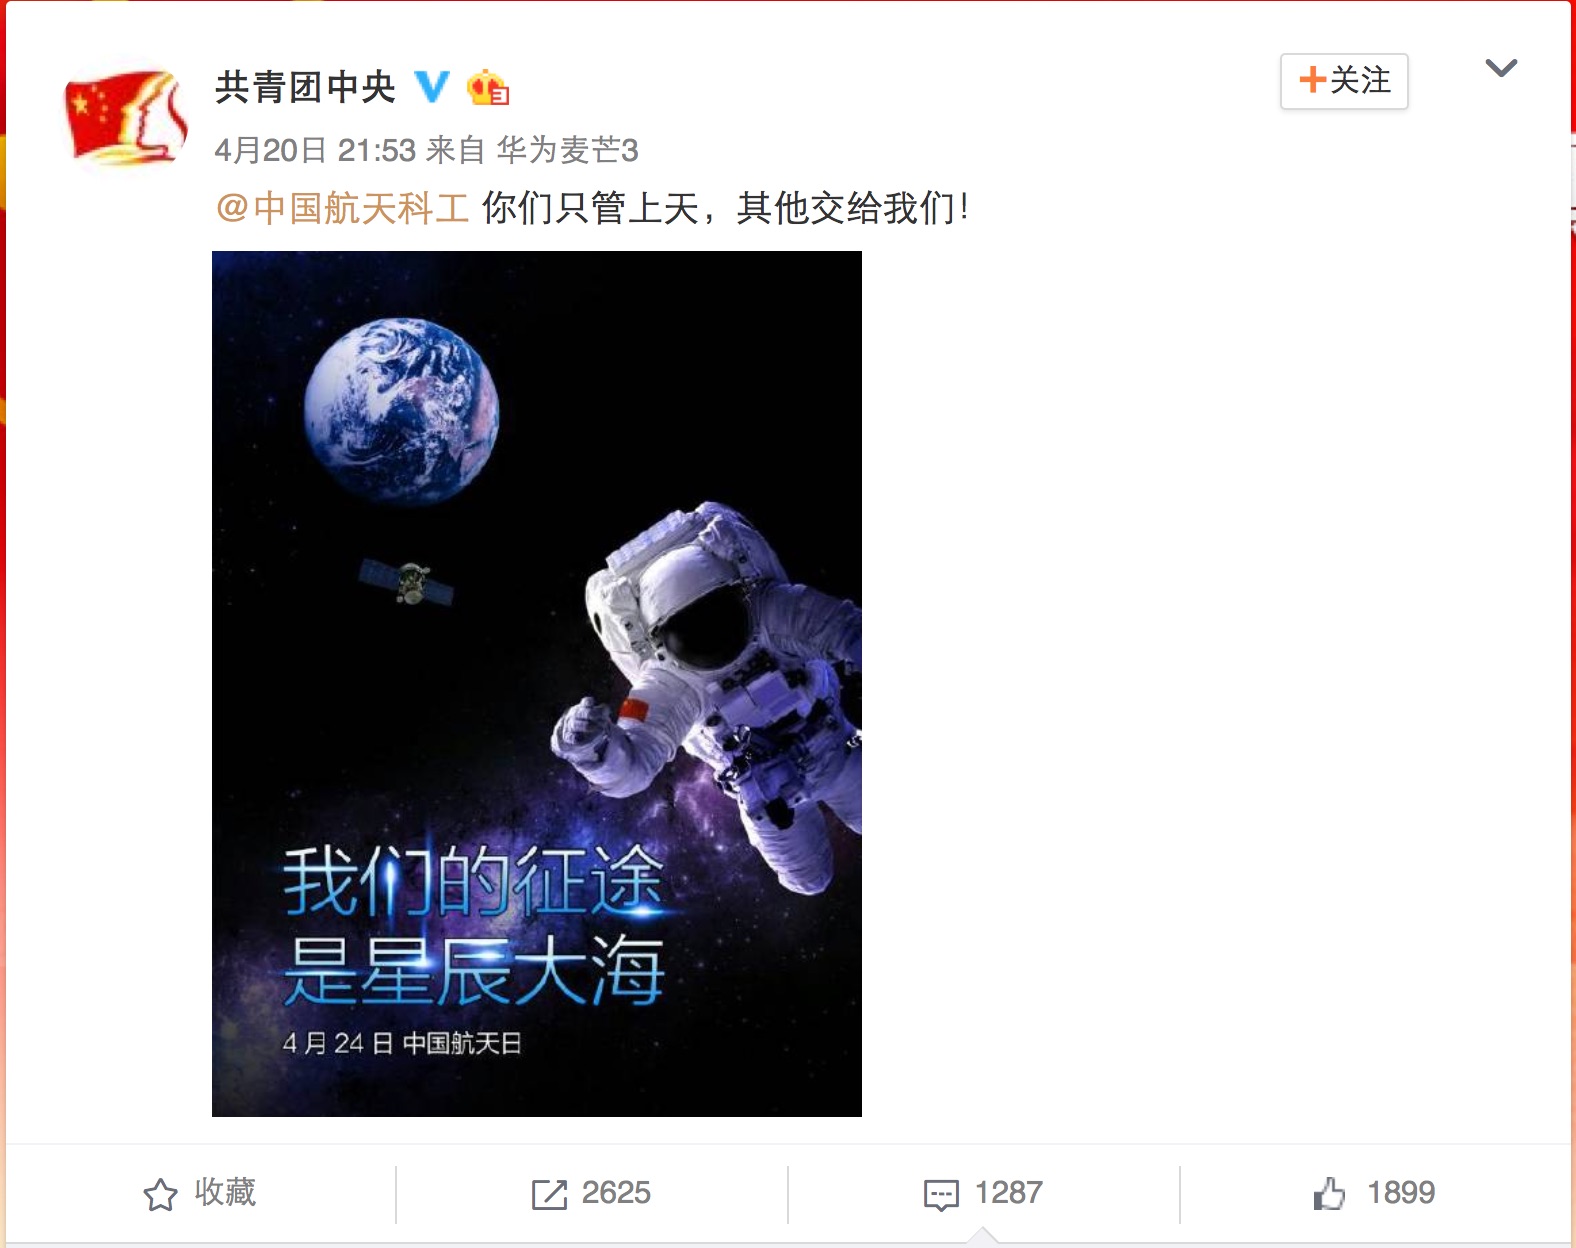 共青团中央
+关注
4月20日 21:53 来自 华为麦芒3
@中国航天科工 你们只管上天，其他交给我们！
我们的征途
是星辰大海
4月24日 中国航天日
收藏
2625
1287
1899